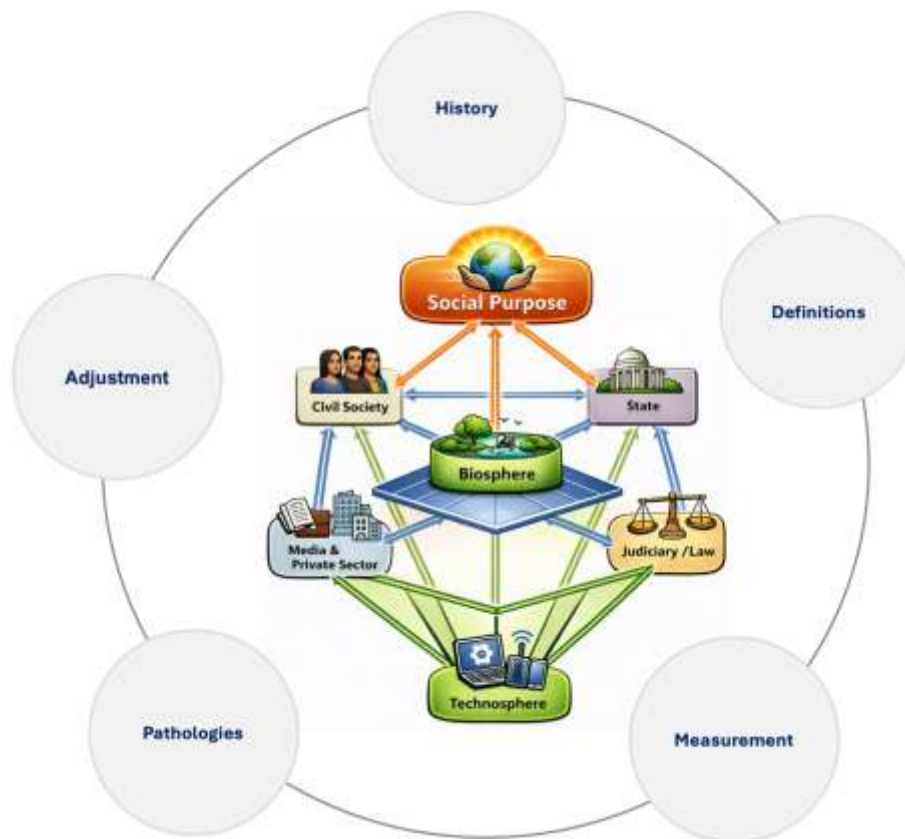 History
Definitions
Adjustment
Social Purpose
Civil Society
State
Biosphere
Media &
Private Sector
Judiciary /Law
Technosphere
Pathologies
Measurement